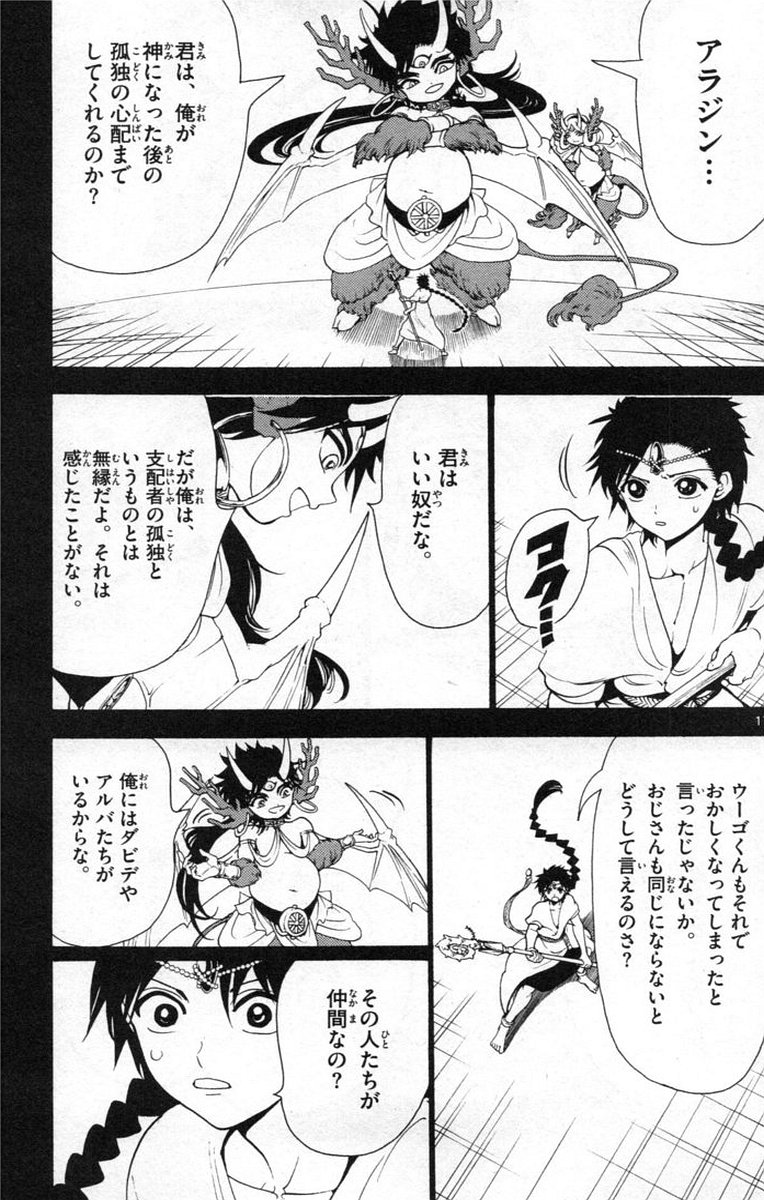 アラジン…
君は、俺が
神になった後の
孤独の心配まで
してくれるのか？
コクー…
君は
いい奴だな。
だが俺は、
支配者の孤独と
いうものとは
無縁だよ。それは
感じたことがない。
ウーゴくんもそれで
おかしくなってしまったと
言ったじゃないか。
おじさんも同じにならないと
どうして言えるのさ？
俺にはダビデや
アルバたちが
いるからな。
その人たちが
仲間なの？